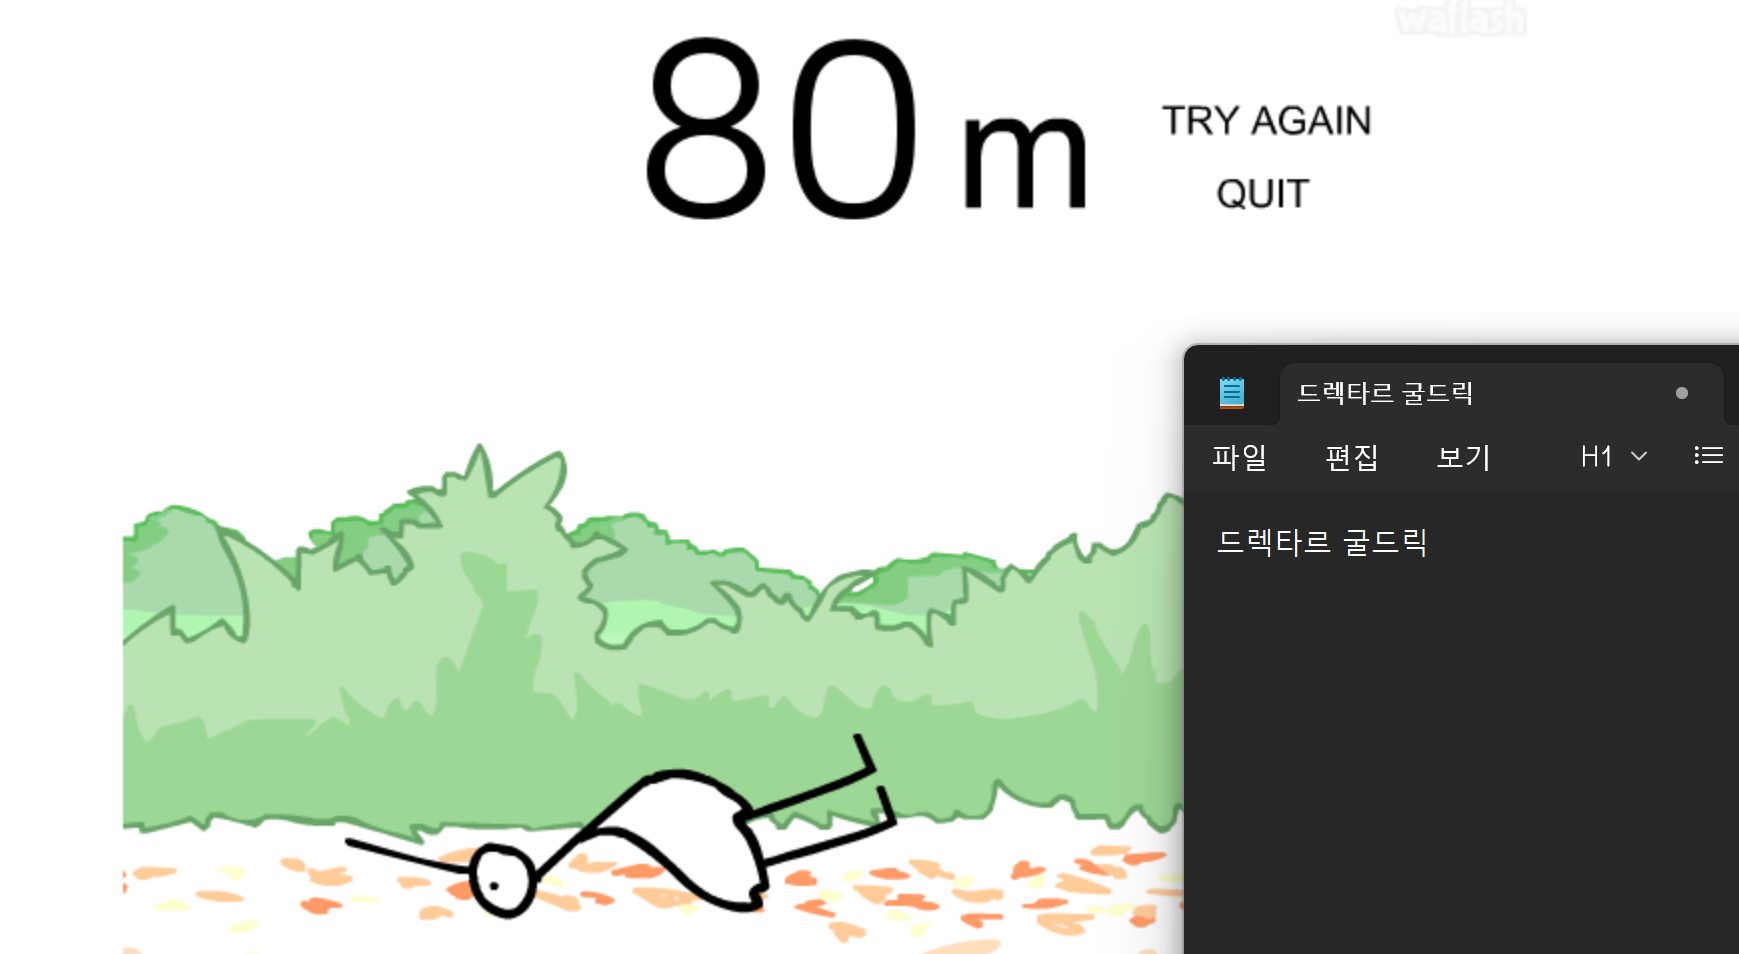 waflash
80 m
TRY AGAIN
QUIT
드렉타르 굴드릭
파일 편집 보기 H1
드렉타르 굴드릭